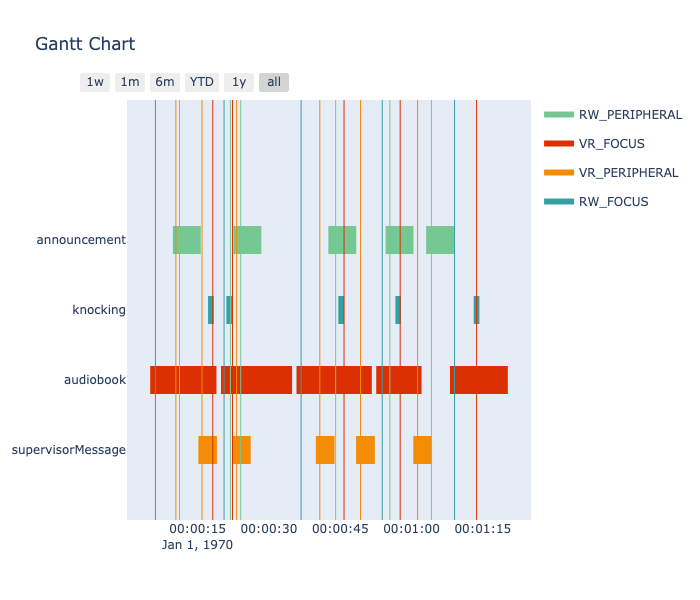 Gantt Chart
1w 1m 6m YTD 1y all
RW_PERIPHERAL
VR_FOCUS
VR_PERIPHERAL
RW_FOCUS
announcement
knocking
audiobook
supervisorMessage
00:00:15 00:00:30 00:00:45 00:01:00 00:01:15
Jan 1, 1970